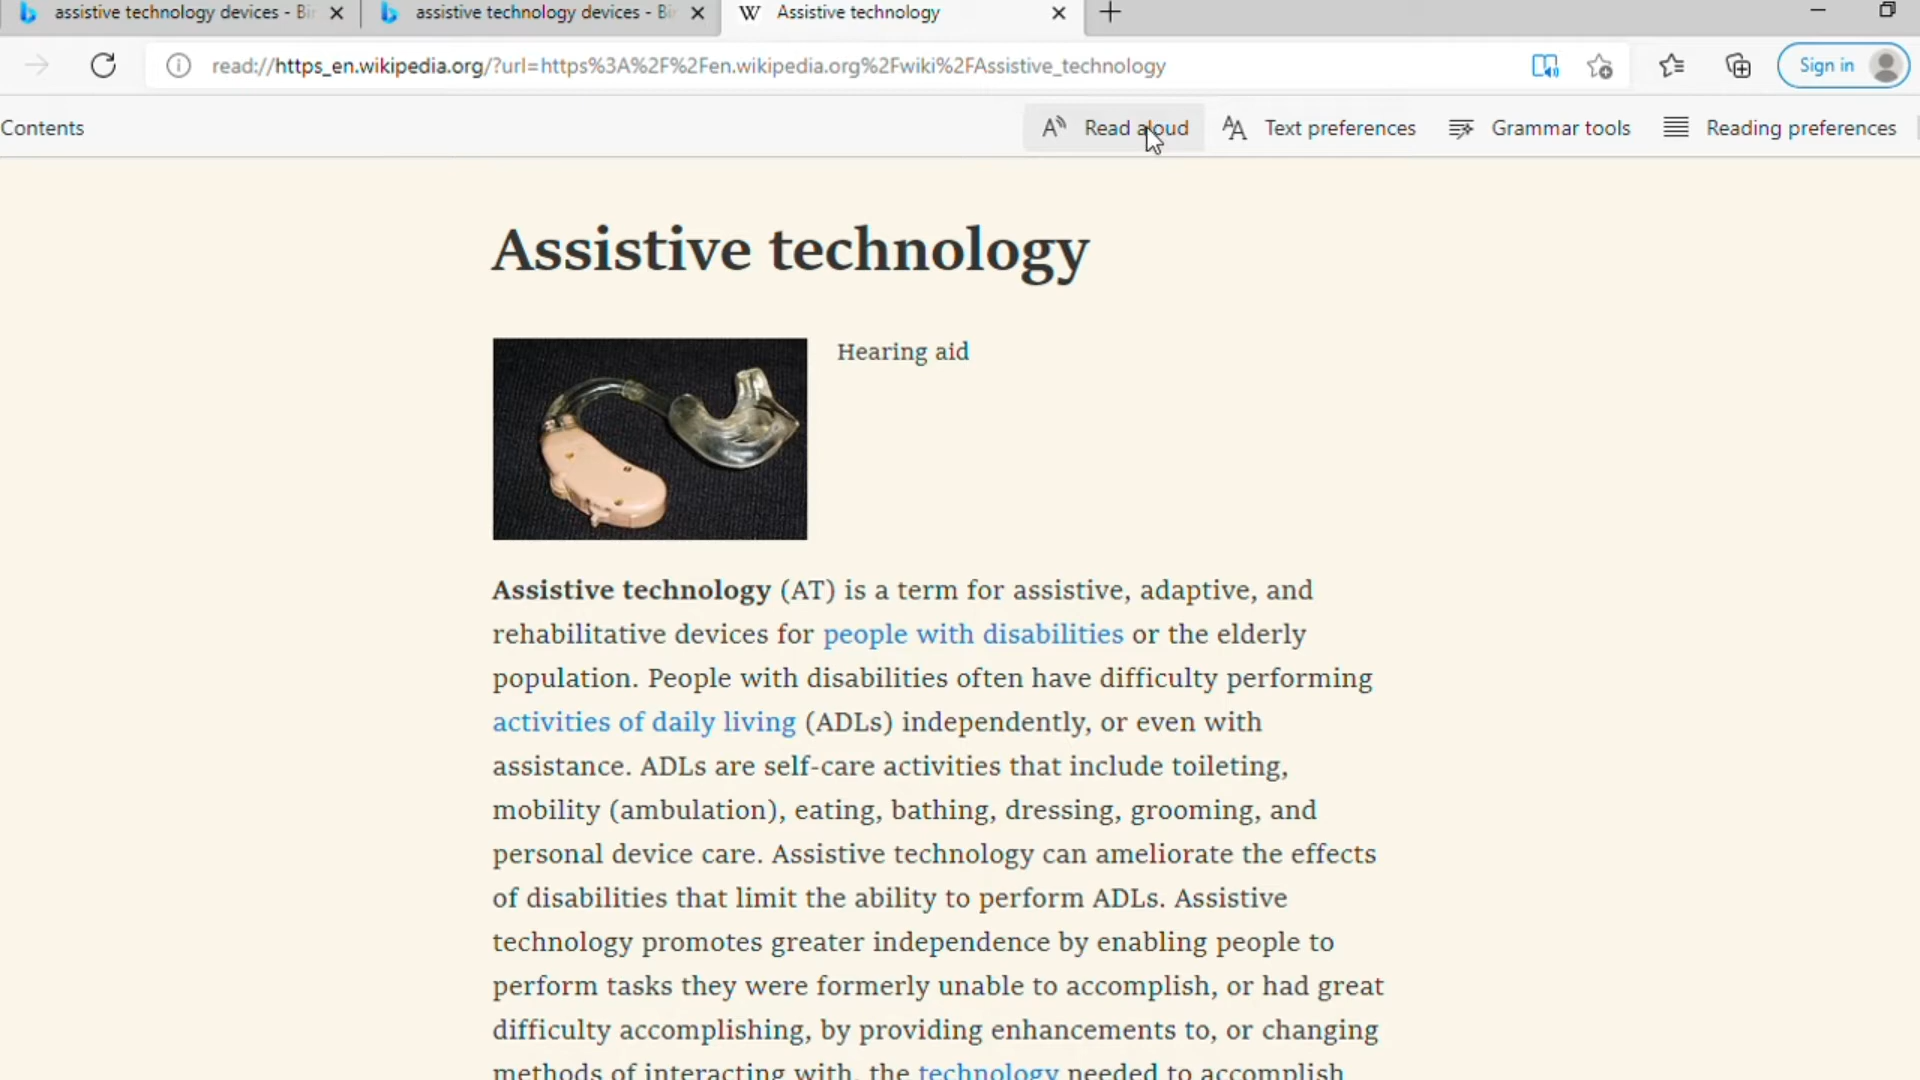 assistive technology devices - Bi
assistive technology devices - Bi
W Assistive technology
read://https_en.wikipedia.org/?url=https%3A%2F%2Fen.wikipedia.org%2Fwiki%2FAssistive_technology
Sign in
Contents
Read aloud
Text preferences
Grammar tools
Reading preferences
Assistive technology
Hearing aid
Assistive technology (AT) is a term for assistive, adaptive, and
rehabilitative devices for people with disabilities or the elderly
population. People with disabilities often have difficulty performing
activities of daily living (ADLs) independently, or even with
assistance. ADLs are self-care activities that include toileting,
mobility (ambulation), eating, bathing, dressing, grooming, and
personal device care. Assistive technology can ameliorate the effects
of disabilities that limit the ability to perform ADLs. Assistive
technology promotes greater independence by enabling people to
perform tasks they were formerly unable to accomplish, or had great
difficulty accomplishing, by providing enhancements to, or changing
methods of interacting with, the technology needed to accomplish